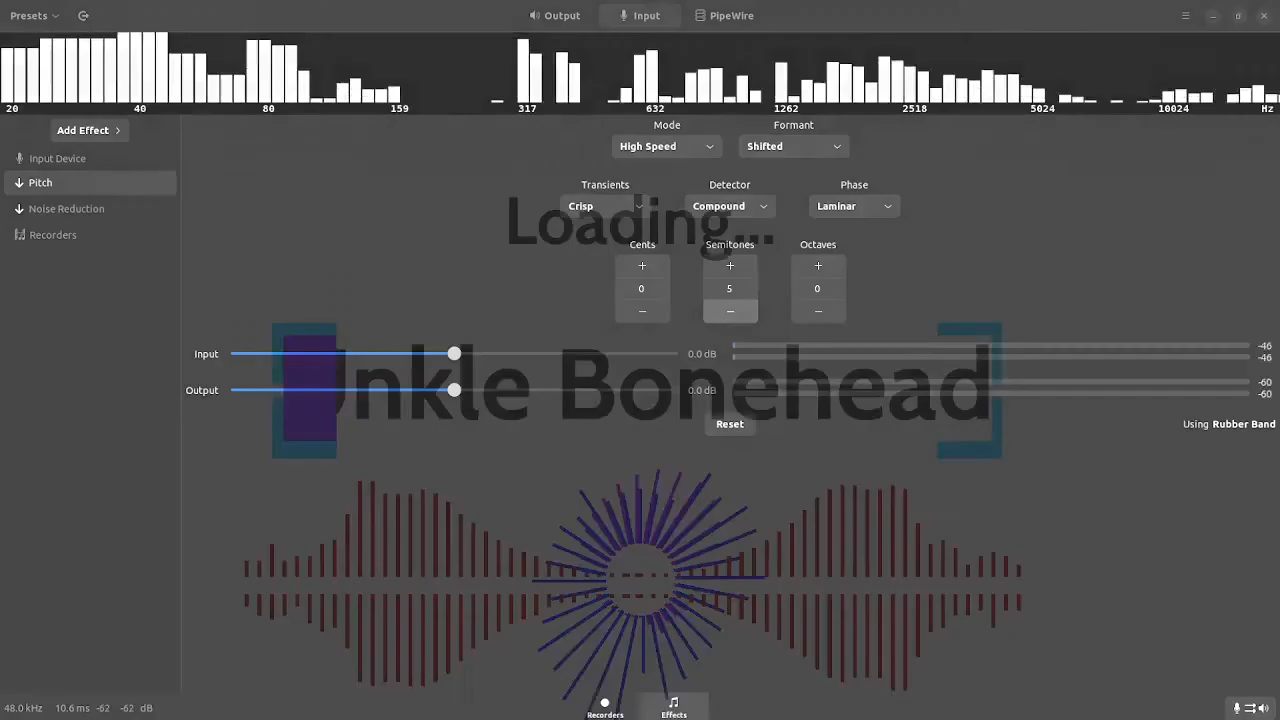 Presets
Output
Input
PipeWire
20 40 80 159 317 632 1262 2518 5024 10024 Hz
Add Effect
Input Device
Pitch
Noise Reduction
Recorders
Mode
Formant
High Speed
Shifted
Transients
Detector
Phase
Crisp
Compound
Laminar
Loading...
Cents
Semitones
Octaves
+ + +
0 5 0
− − −
Input
0.0 dB
-46
-46
Output
0.0 dB
-60
-60
Unkle Bonehead
Reset
Using Rubber Band
48.0 kHz 10.6 ms -62 -62 dB
Recorders
Effects